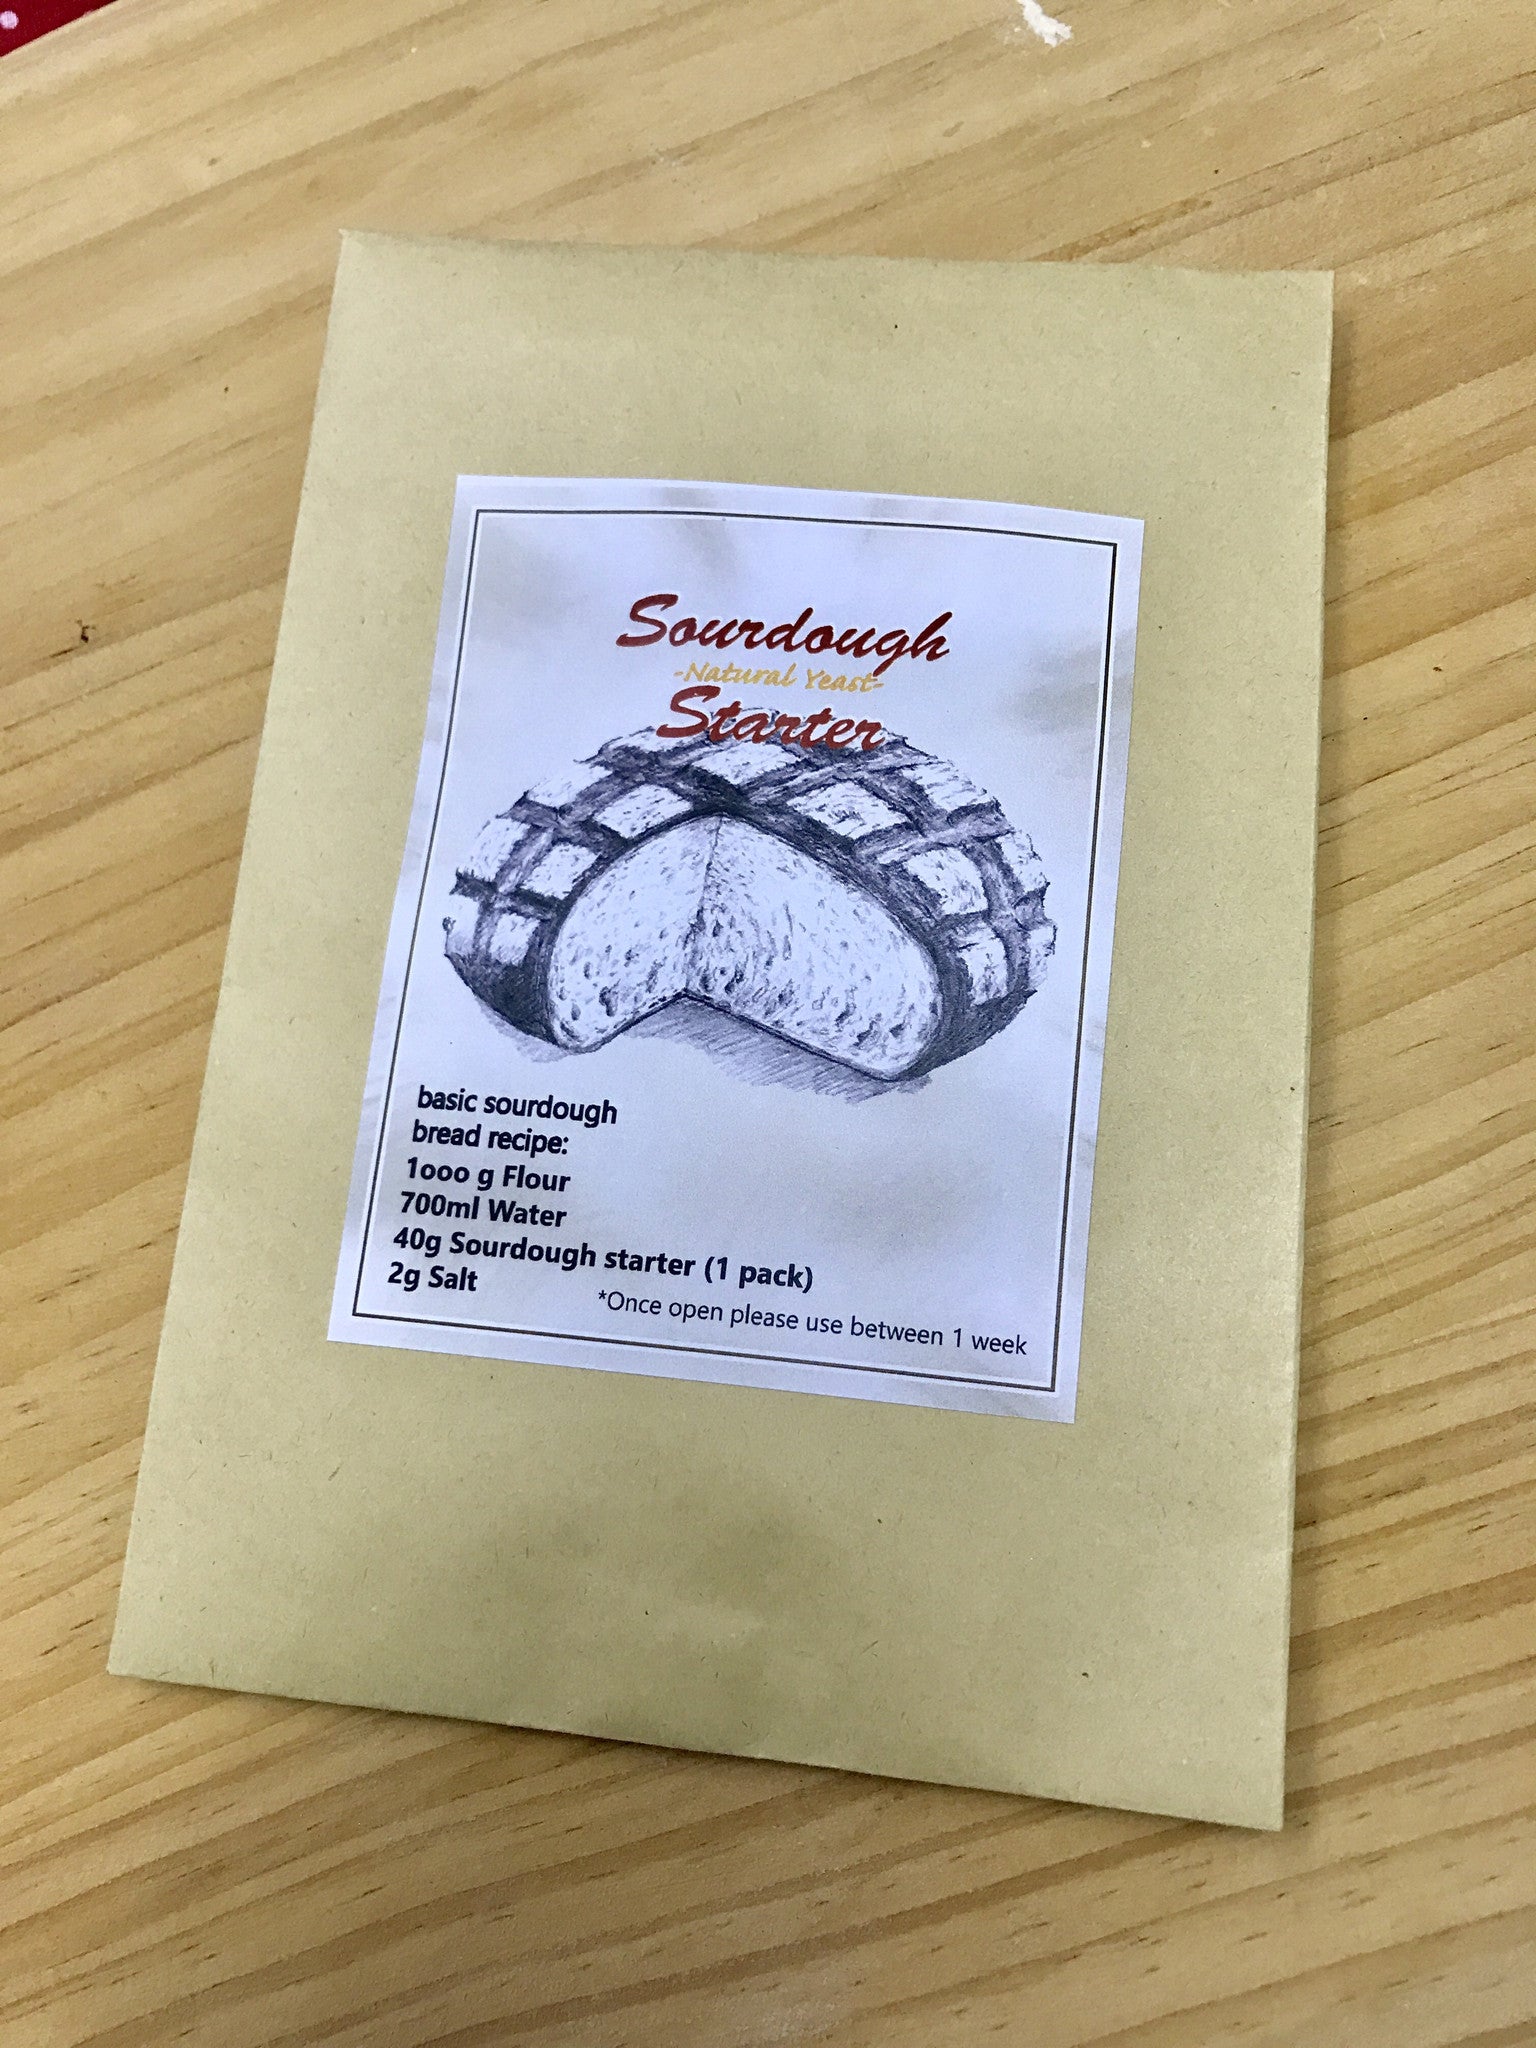 Sourdough
-Natural Yeast-
Starter
basic sourdough
bread recipe:
1ooo g Flour
700ml Water
40g Sourdough starter (1 pack)
2g Salt
*Once open please use between 1 week